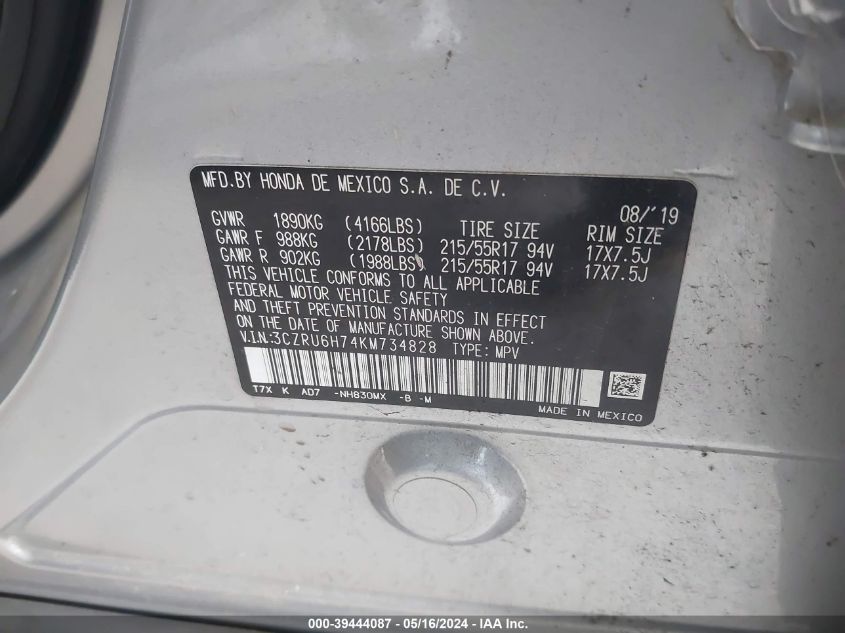 MFD.BY HONDA DE MEXICO S.A. DE C.V.
08/'19
GVWR 1890KG (4166LBS) TIRE SIZE RIM SIZE
GAWR F 988KG (2178LBS) 215/55R17 94V 17X7.5J
GAWR R 902KG (1988LBS) 215/55R17 94V 17X7.5J
THIS VEHICLE CONFORMS TO ALL APPLICABLE
FEDERAL MOTOR VEHICLE SAFETY
AND THEFT PREVENTION STANDARDS IN EFFECT
ON THE DATE OF MANUFACTURE SHOWN ABOVE.
V.I.N:3CZRU6H74KM734828 TYPE: MPV
T7X K AD7 -NH830MX -B -M
MADE IN MEXICO
000-39444087 - 05/16/2024 - IAA Inc.